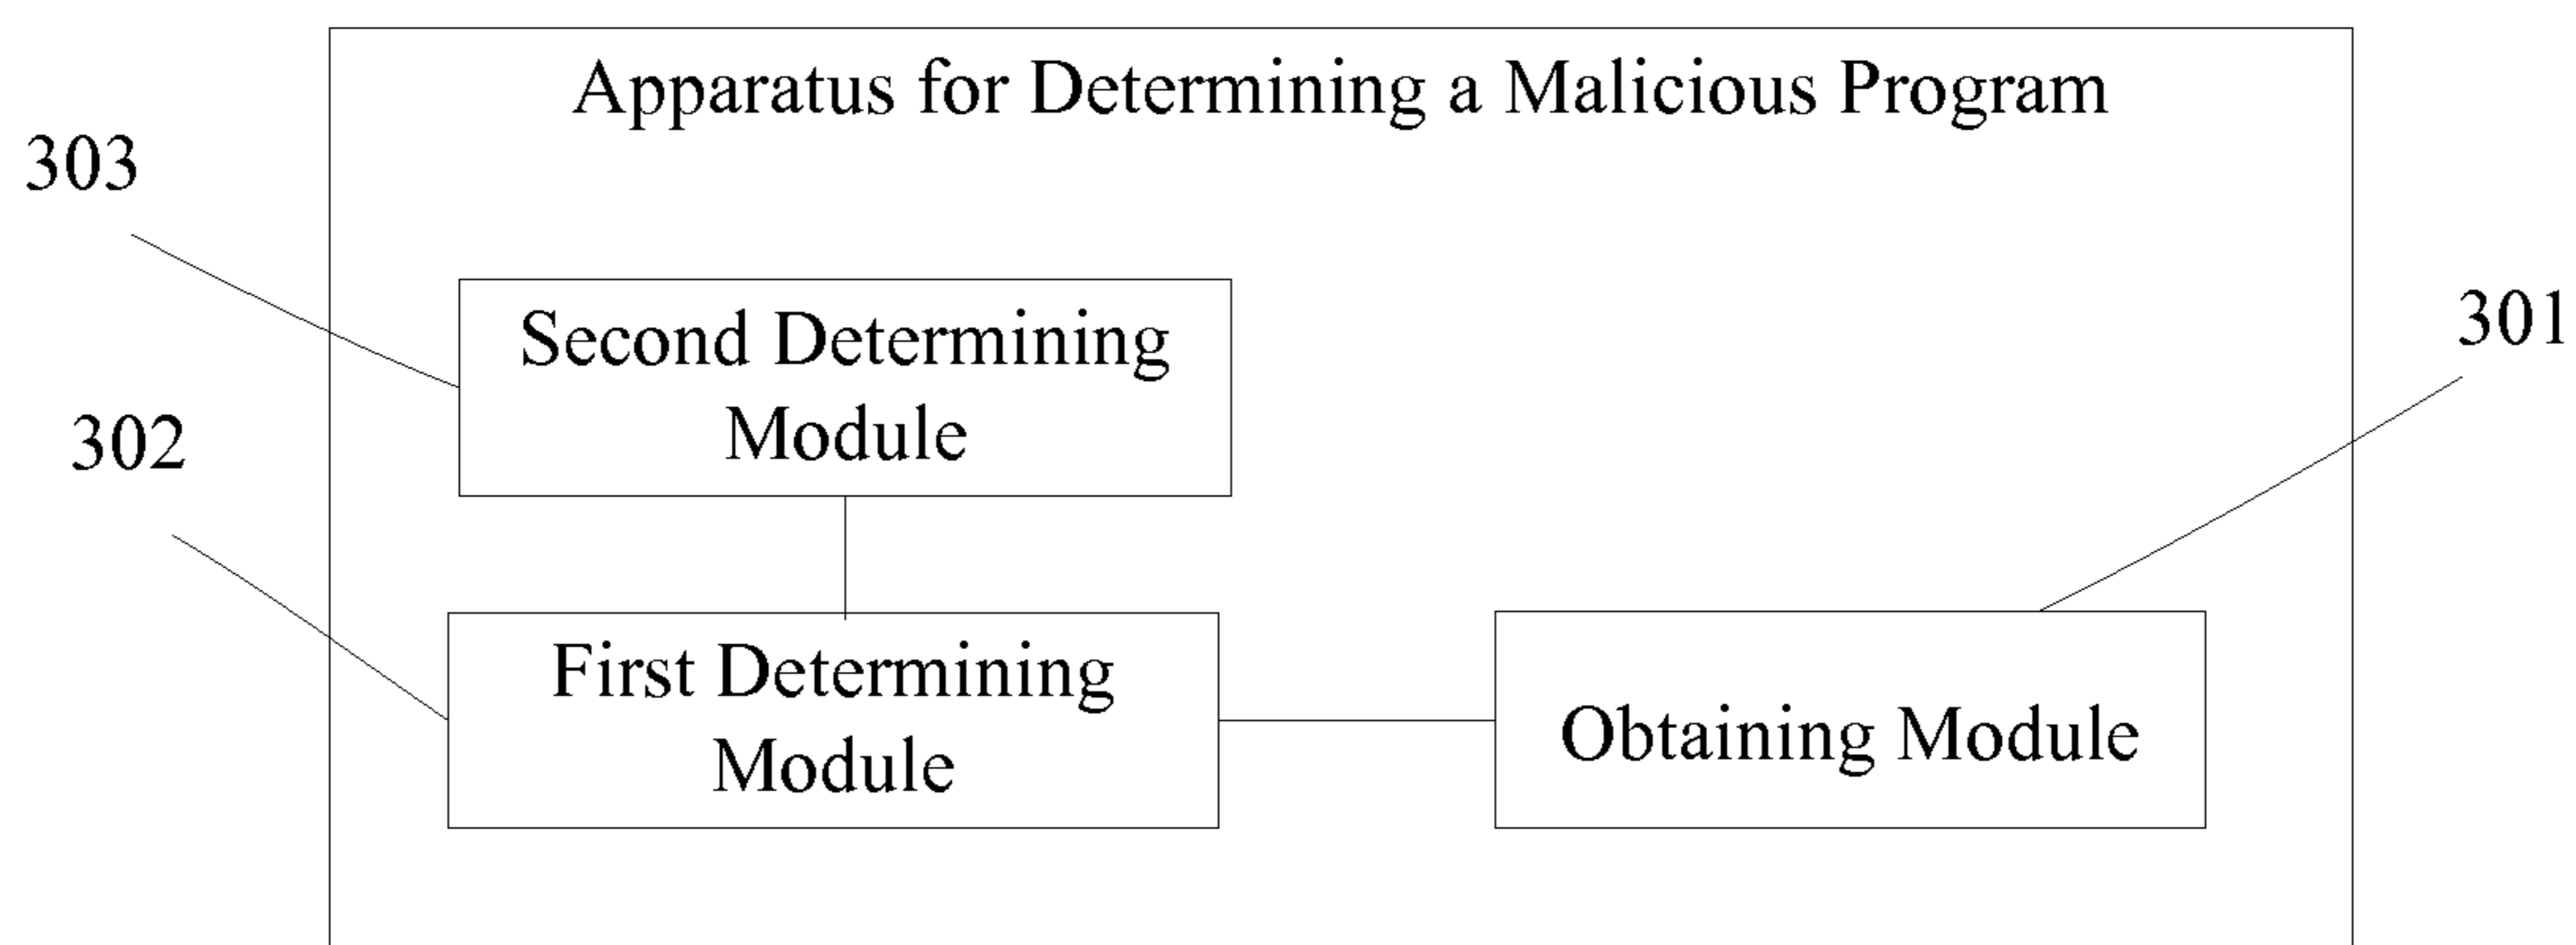 Apparatus for Determining a Malicious Program
303
Second Determining
Module
301
302
First Determining
Module
Obtaining Module